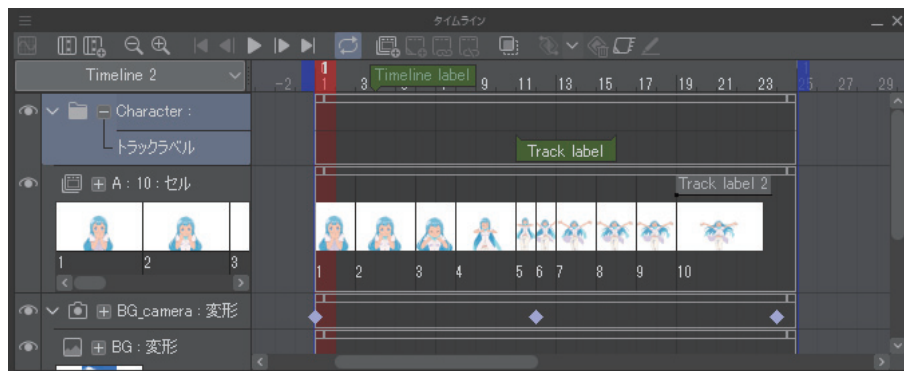 タイムライン
Timeline 2
-2 1 1 3 Timeline label 9 11 13 15 17 19 21 23 25 27 29
Character :
トラックラベル
Track label
A : 10 : セル
Track label 2
1 2 3
1 2 3 4 5 6 7 8 9 10
BG_camera : 変形
BG : 変形